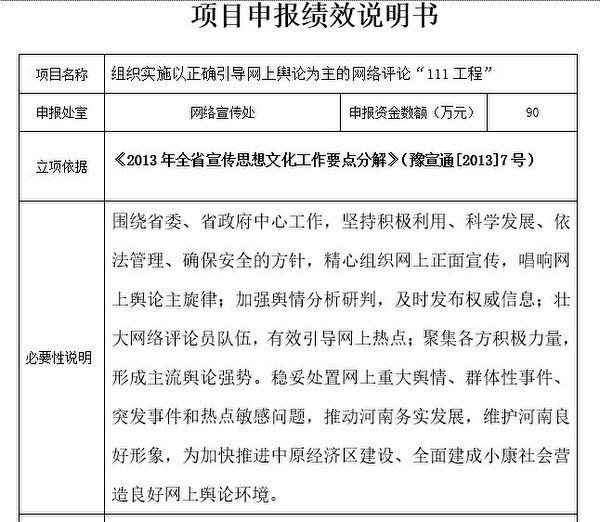 项目申报绩效说明书
项目名称 组织实施以正确引导网上舆论为主的网络评论“111工程”
申报处室 网络宣传处 申报资金数额（万元） 90
立项依据 《2013年全省宣传思想文化工作要点分解》（豫宣通[2013]7号）
必要性说明
围绕省委、省政府中心工作，坚持积极利用、科学发展、依
法管理、确保安全的方针，精心组织网上正面宣传，唱响网
上舆论主旋律；加强舆情分析研判，及时发布权威信息；壮
大网络评论员队伍，有效引导网上热点；聚集各方积极力量，
形成主流舆论强势。稳妥处置网上重大舆情、群体性事件、
突发事件和热点敏感问题，推动河南务实发展，维护河南良
好形象，为加快推进中原经济区建设、全面建成小康社会营
造良好网上舆论环境。